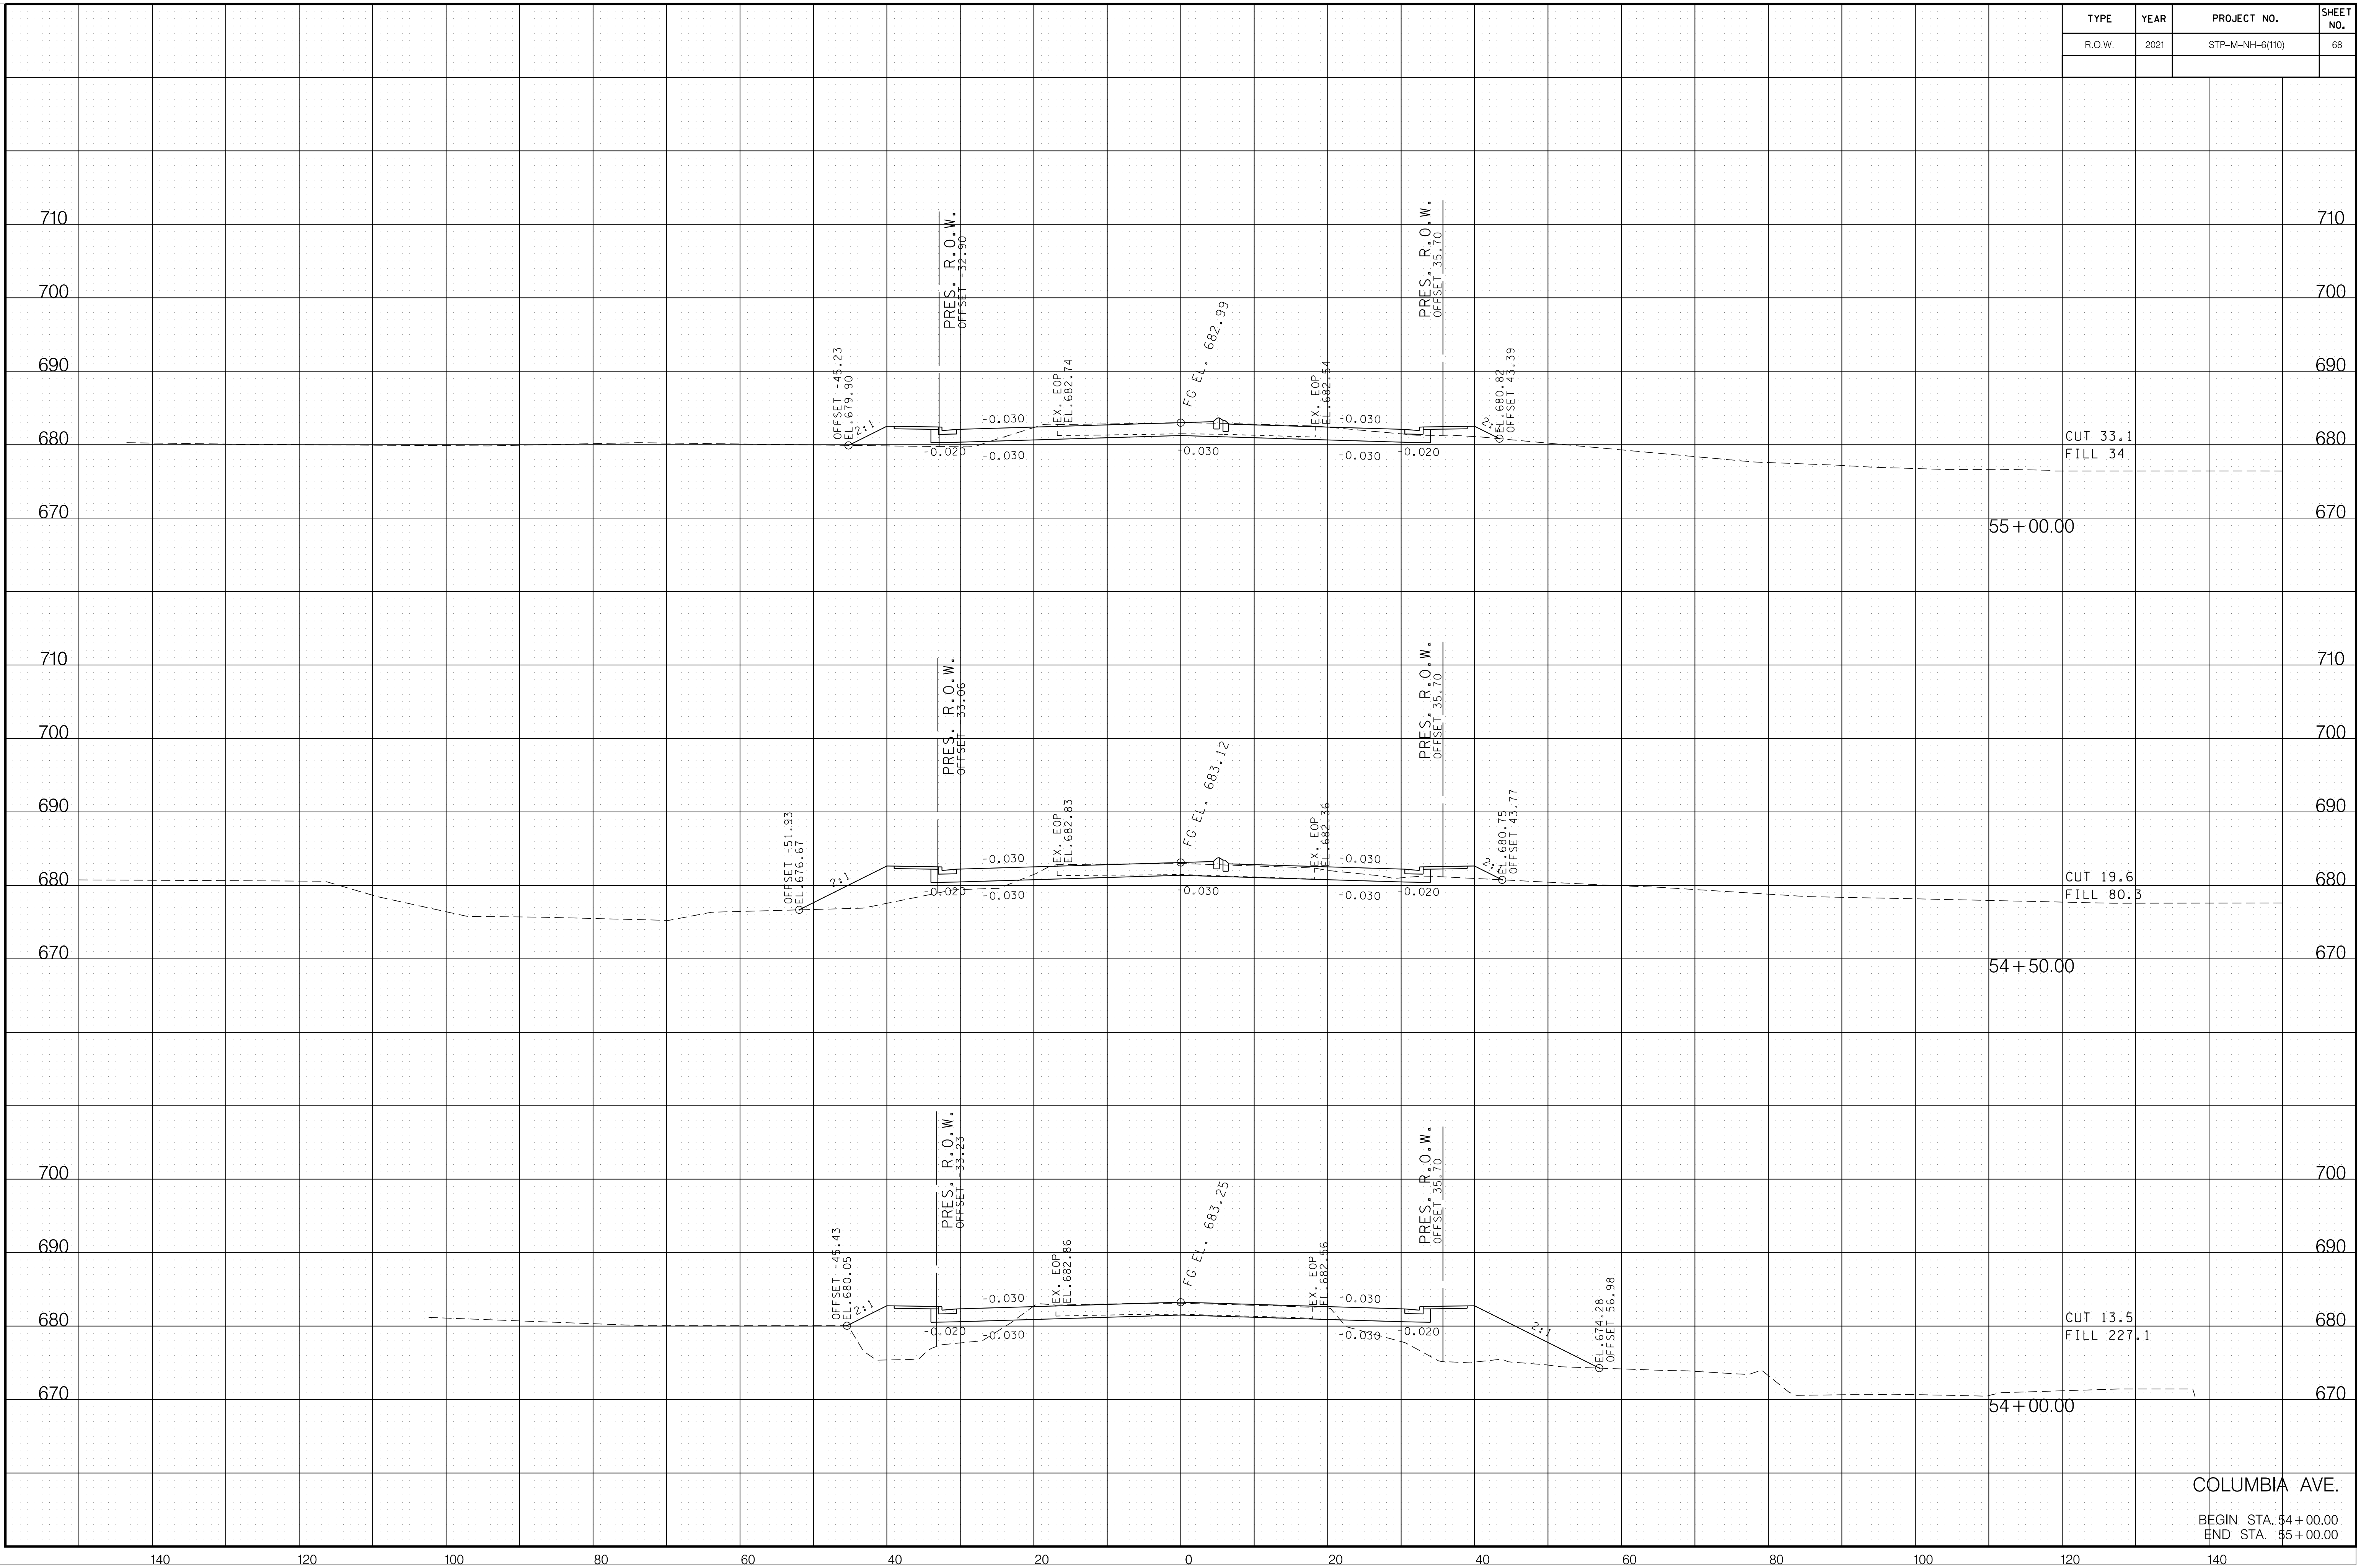 TYPE YEAR PROJECT NO. SHEET NO.
R.O.W. 2021 STP-M-NH-6(110) 68
710 710
PRES. R.O.W.
OFFSET -32.90
PRES. R.O.W.
OFFSET 35.70
700 700
FG EL. 682.99
690 690
OFFSET -45.23
EL.679.90
2:1
-0.030
EX. EOP
EL.682.74
EX. EOP
EL.682.54
-0.030
2:1
EL.680.82
OFFSET 43.39
680 680
-0.020 -0.030 -0.030 -0.030 -0.020
CUT 33.1
FILL 34
670 670
55+00.00
710 710
PRES. R.O.W.
OFFSET -33.06
PRES. R.O.W.
OFFSET 35.70
700 700
FG EL. 683.12
690 690
OFFSET -51.93
EL.676.67
2:1
-0.030
EX. EOP
EL.682.83
EX. EOP
EL.682.36
-0.030
2:1
EL.680.75
OFFSET 43.77
680 680
-0.020 -0.030 -0.030 -0.030 -0.020
CUT 19.6
FILL 80.3
670 670
54+50.00
PRES. R.O.W.
OFFSET -33.23
PRES. R.O.W.
OFFSET 35.70
700 700
FG EL. 683.25
690 690
OFFSET -45.43
EL.680.05
2:1
-0.030
EX. EOP
EL.682.86
EX. EOP
EL.682.56
-0.030
2:1
EL.674.28
OFFSET 56.98
680 680
-0.020 -0.030 -0.030 -0.020
CUT 13.5
FILL 227.1
670 670
54+00.00
COLUMBIA AVE.
BEGIN STA. 54+00.00
END STA. 55+00.00
140 120 100 80 60 40 20 0 20 40 60 80 100 120 140